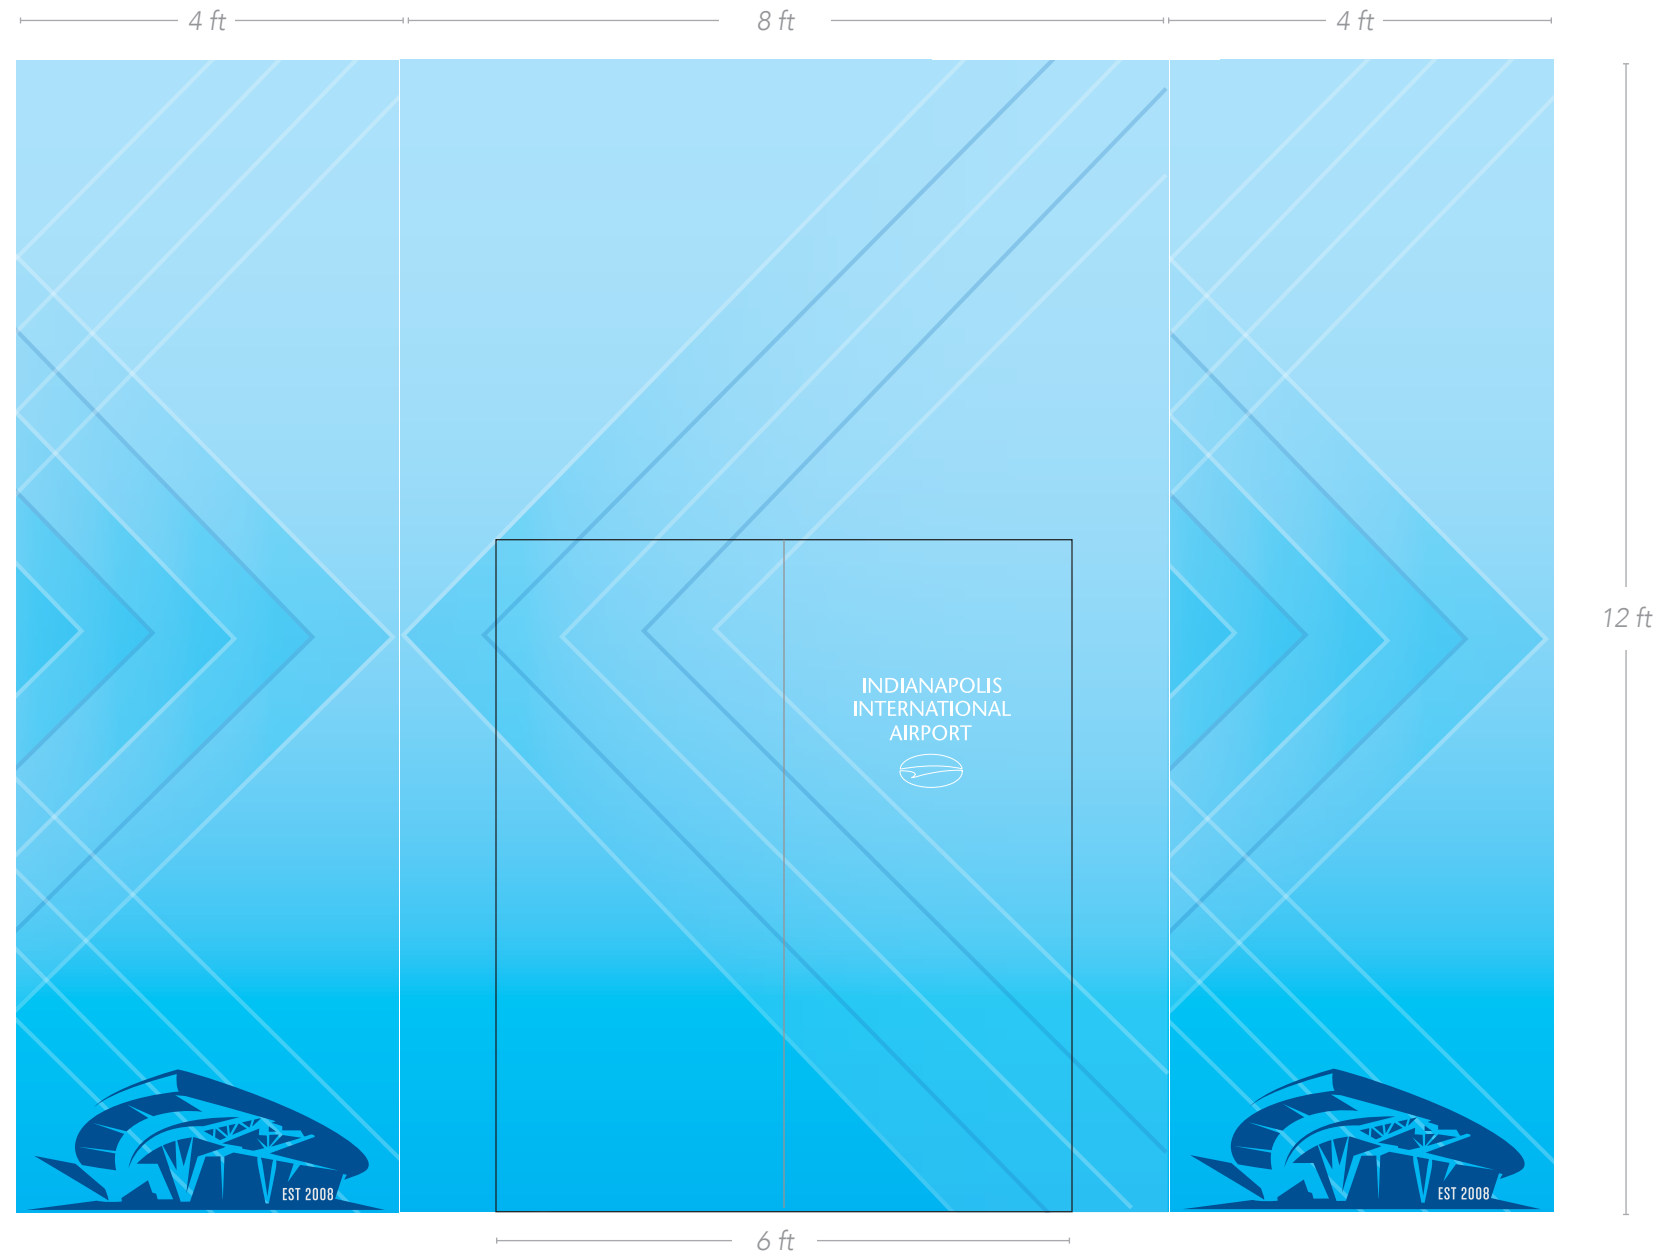 4 ft
8 ft
4 ft
12 ft
INDIANAPOLIS
INTERNATIONAL
AIRPORT
EST 2008
EST 2008
6 ft